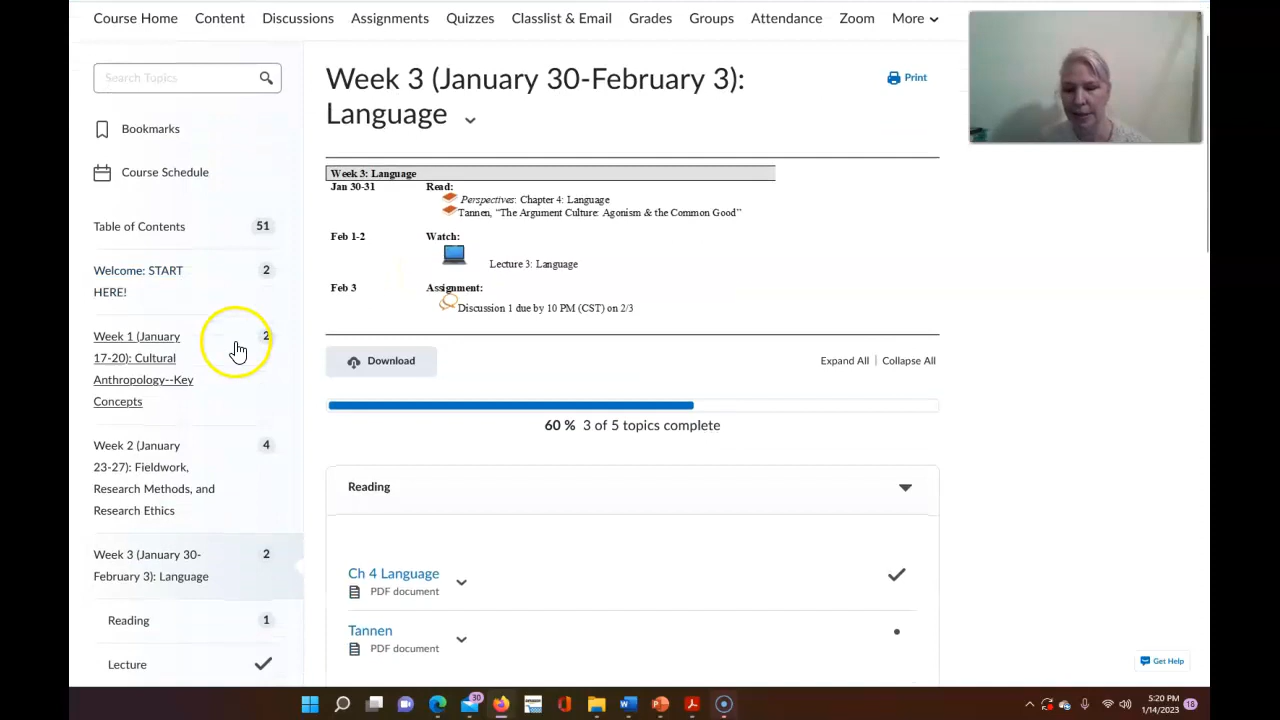 Course Home Content Discussions Assignments Quizzes Classlist & Email Grades Groups Attendance Zoom More
Search Topics
Bookmarks
Course Schedule
Table of Contents 51
Welcome: START 2
HERE!
Week 1 (January 2
17-20): Cultural
Anthropology--Key
Concepts
Week 2 (January 4
23-27): Fieldwork,
Research Methods, and
Research Ethics
Week 3 (January 30- 2
February 3): Language
Reading 1
Lecture
Week 3 (January 30-February 3):
Language
Print
Week 3: Language
Jan 30-31 Read:
Perspectives: Chapter 4: Language
Tannen, “The Argument Culture: Agonism & the Common Good”
Feb 1-2 Watch:
Lecture 3: Language
Feb 3 Assignment:
Discussion 1 due by 10 PM (CST) on 2/3
Download
Expand All | Collapse All
60 % 3 of 5 topics complete
Reading
Ch 4 Language
PDF document
Tannen
PDF document
Get Help
30
5:20 PM
1/14/2023
18